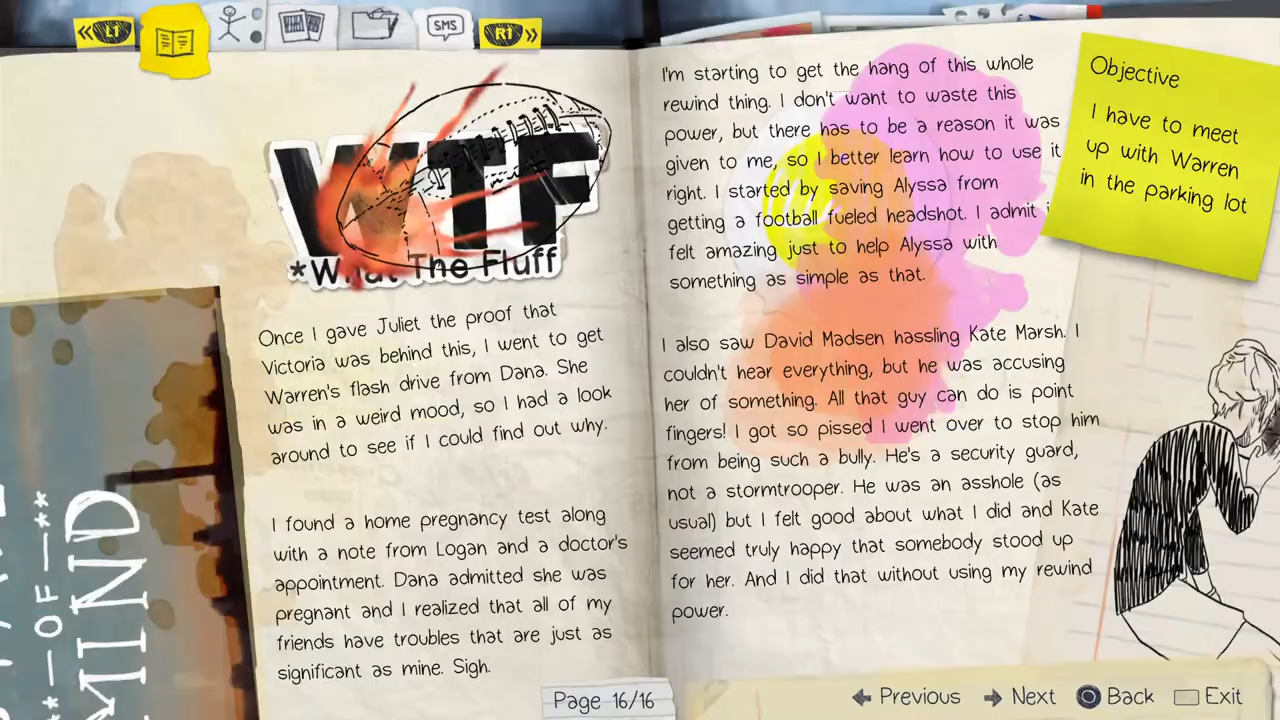 L1
SMS
R1
WTF
*What The Fluff
Once I gave Juliet the proof that
Victoria was behind this, I went to get
Warren's flash drive from Dana. She
was in a weird mood, so I had a look
around to see if I could find out why.
I found a home pregnancy test along
with a note from Logan and a doctor's
appointment. Dana admitted she was
pregnant and I realized that all of my
friends have troubles that are just as
significant as mine. Sigh.
OF
MIND
I'm starting to get the hang of this whole
rewind thing. I don't want to waste this
power, but there has to be a reason it was
given to me, so I better learn how to use it
right. I started by saving Alyssa from
getting a football fueled headshot. I admit
felt amazing just to help Alyssa with
something as simple as that.
I also saw David Madsen hassling Kate Marsh. I
couldn't hear everything, but he was accusing
her of something. All that guy can do is point
fingers! I got so pissed I went over to stop him
from being such a bully. He's a security guard,
not a stormtrooper. He was an asshole (as
usual) but I felt good about what I did and Kate
seemed truly happy that somebody stood up
for her. And I did that without using my rewind
power.
Objective
I have to meet
up with Warren
in the parking lot
Page 16/16
Previous
Next
Back
Exit